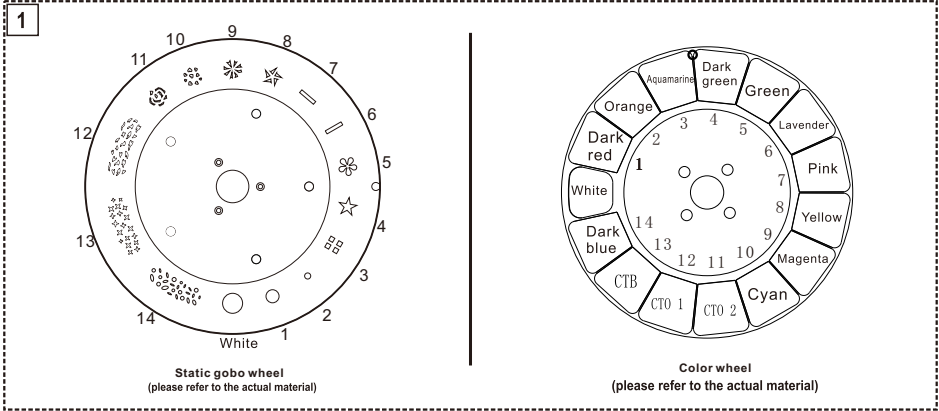 1
9
10
8
11
7
12
6
5
13
4
3
14
2
1
White
Static gobo wheel
(please refer to the actual material)
Dark
green
Aquamarine
Green
Orange
Lavender
Dark
red
Pink
White
Yellow
Dark
blue
Magenta
CTB
CTO 1
CTO 2
Cyan
1
2
3
4
5
6
7
8
9
10
11
12
13
14
Color wheel
(please refer to the actual material)